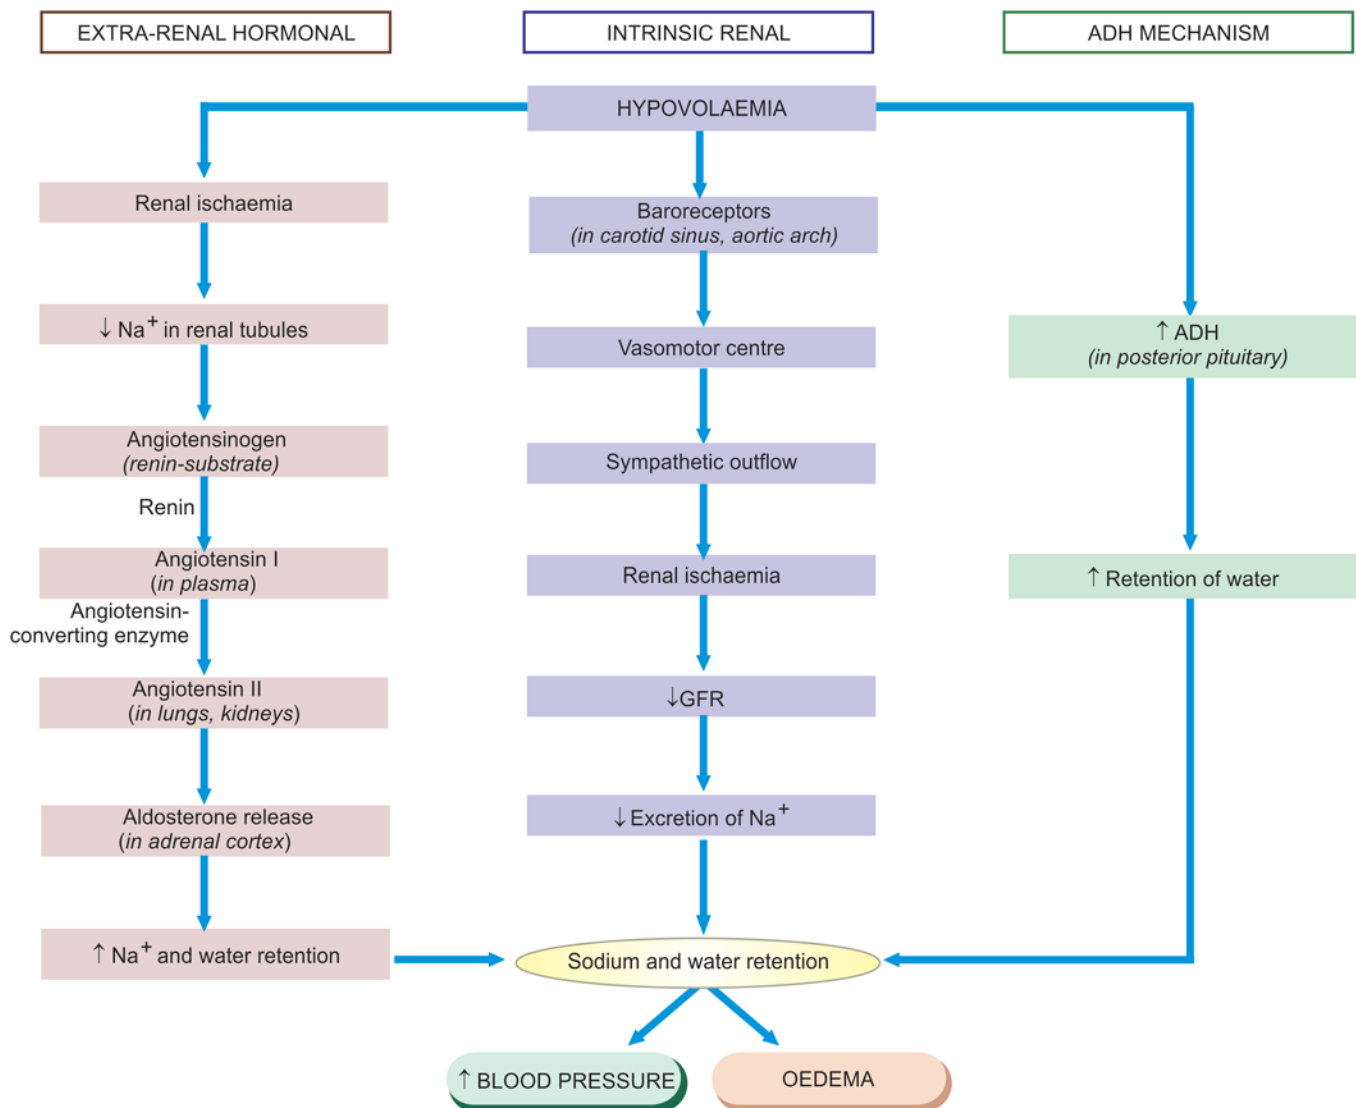 EXTRA-RENAL HORMONAL
INTRINSIC RENAL
ADH MECHANISM
HYPOVOLAEMIA
Renal ischaemia
↓ Na+ in renal tubules
Angiotensinogen
(renin-substrate)
Renin
Angiotensin I
(in plasma)
Angiotensin-
converting enzyme
Angiotensin II
(in lungs, kidneys)
Aldosterone release
(in adrenal cortex)
↑ Na+ and water retention
Baroreceptors
(in carotid sinus, aortic arch)
Vasomotor centre
Sympathetic outflow
Renal ischaemia
↓GFR
↓ Excretion of Na+
↑ ADH
(in posterior pituitary)
↑ Retention of water
Sodium and water retention
↑ BLOOD PRESSURE
OEDEMA